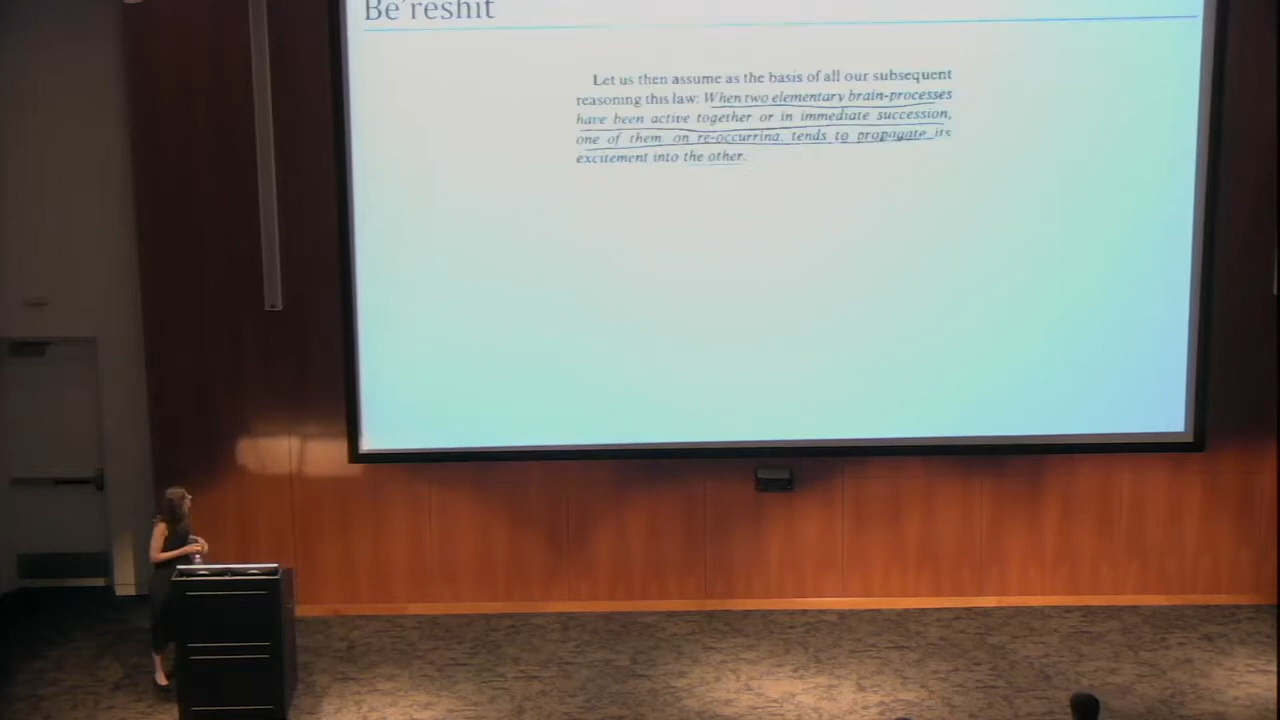 Be’reshit
Let us then assume as the basis of all our subsequent
reasoning this law: When two elementary brain-processes
have been active together or in immediate succession,
one of them, on re-occurring, tends to propagate its
excitement into the other.